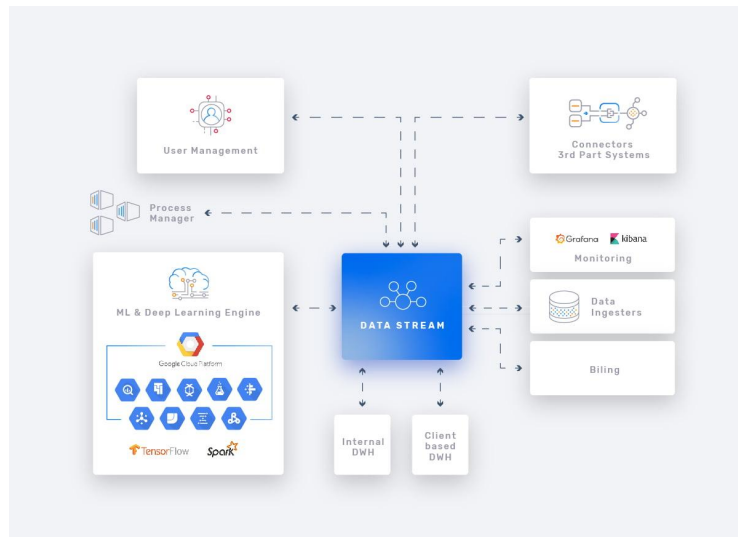 User Management
Connectors
3rd Part Systems
Process
Manager
Grafana
kibana
Monitoring
ML & Deep Learning Engine
DATA STREAM
Data
Ingesters
Google Cloud Platform
Biling
Internal
DWH
Client
based
DWH
TensorFlow
Spark